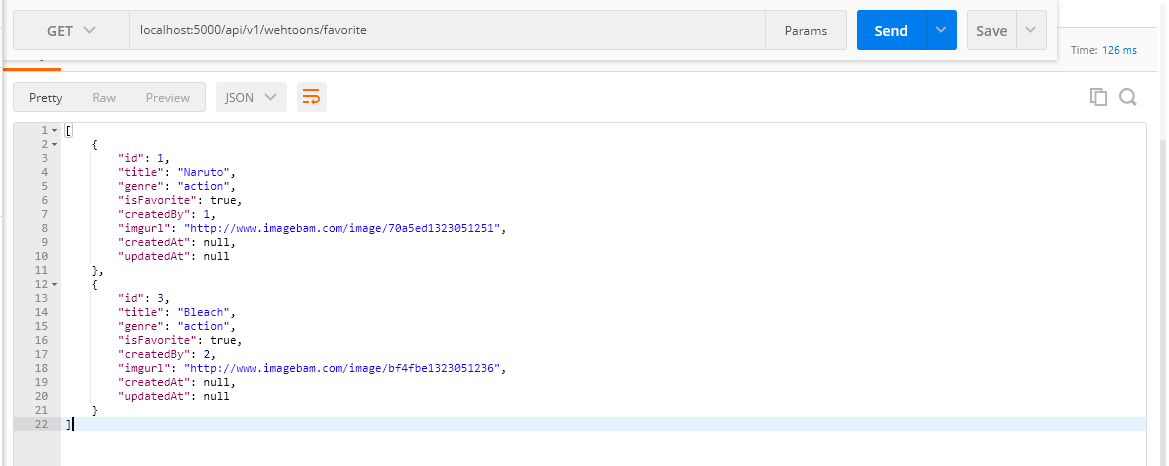 GET localhost:5000/api/v1/wehtoons/favorite Params Send Save
Time: 126 ms
Pretty Raw Preview JSON
1 [
2 {
3 "id": 1,
4 "title": "Naruto",
5 "genre": "action",
6 "isFavorite": true,
7 "createdBy": 1,
8 "imgurl": "http://www.imagebam.com/image/70a5ed1323051251",
9 "createdAt": null,
10 "updatedAt": null
11 },
12 {
13 "id": 3,
14 "title": "Bleach",
15 "genre": "action",
16 "isFavorite": true,
17 "createdBy": 2,
18 "imgurl": "http://www.imagebam.com/image/bf4fbe1323051236",
19 "createdAt": null,
20 "updatedAt": null
21 }
22 ]